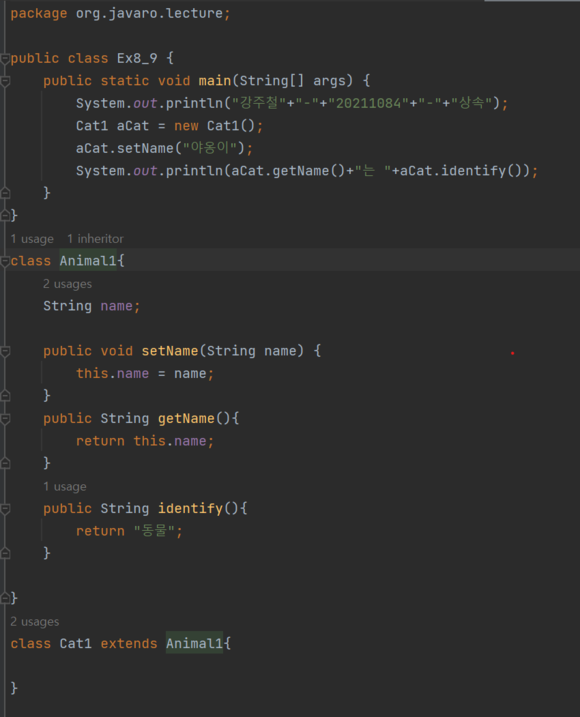 package org.javaro.lecture;
public class Ex8_9 {
public static void main(String[] args) {
System.out.println("강주철"+"-"+"20211084"+"-"+"상속");
Cat1 aCat = new Cat1();
aCat.setName("야옹이");
System.out.println(aCat.getName()+"는 "+aCat.identify());
}
}
1 usage 1 inheritor
class Animal1{
2 usages
String name;
public void setName(String name) {
this.name = name;
}
public String getName(){
return this.name;
}
1 usage
public String identify(){
return "동물";
}
}
2 usages
class Cat1 extends Animal1{
}